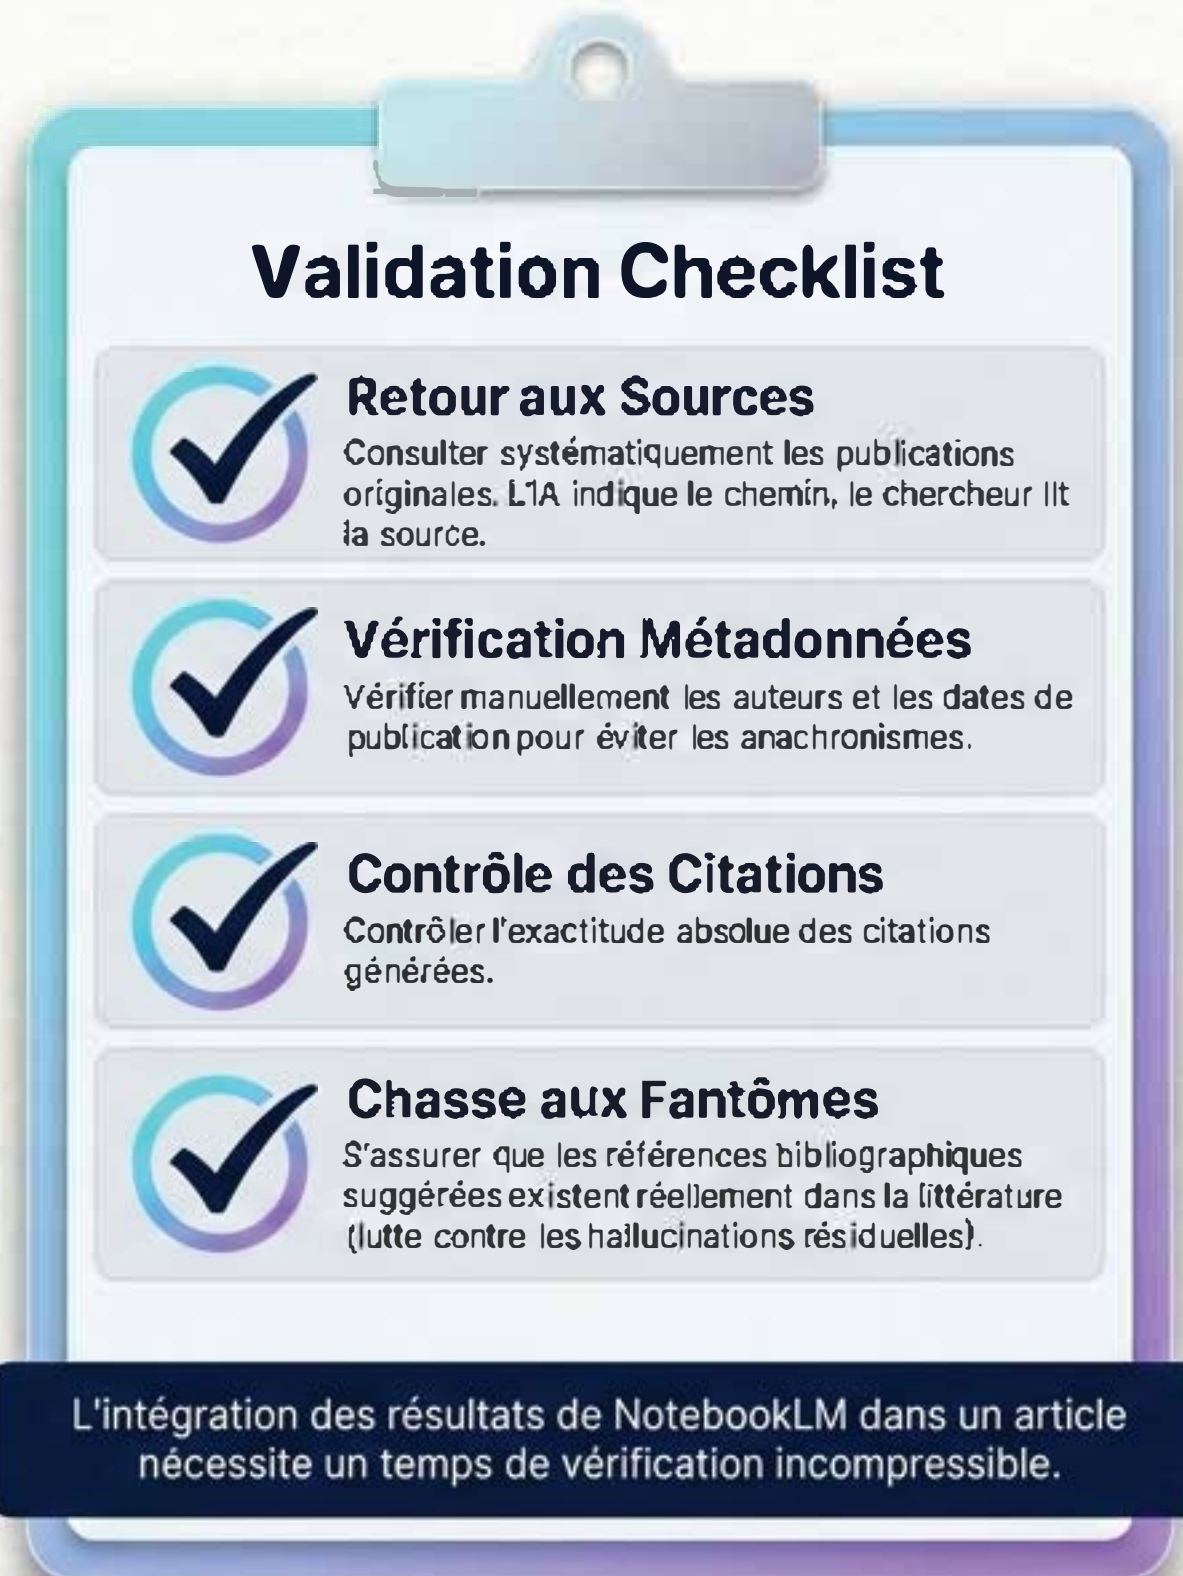 Validation Checklist
Retour aux Sources
Consulter systématiquement les publications
originales. L'IA indique le chemin, le chercheur lit
la source.
Vérification Métadonnées
Vérifier manuellement les auteurs et les dates de
publication pour éviter les anachronismes.
Contrôle des Citations
Contrôler l'exactitude absolue des citations
générées.
Chasse aux Fantômes
S'assurer que les références bibliographiques
suggérées existent réellement dans la littérature
(lutte contre les hallucinations résiduelles).
L'intégration des résultats de NotebookLM dans un article
nécessite un temps de vérification incompressible.